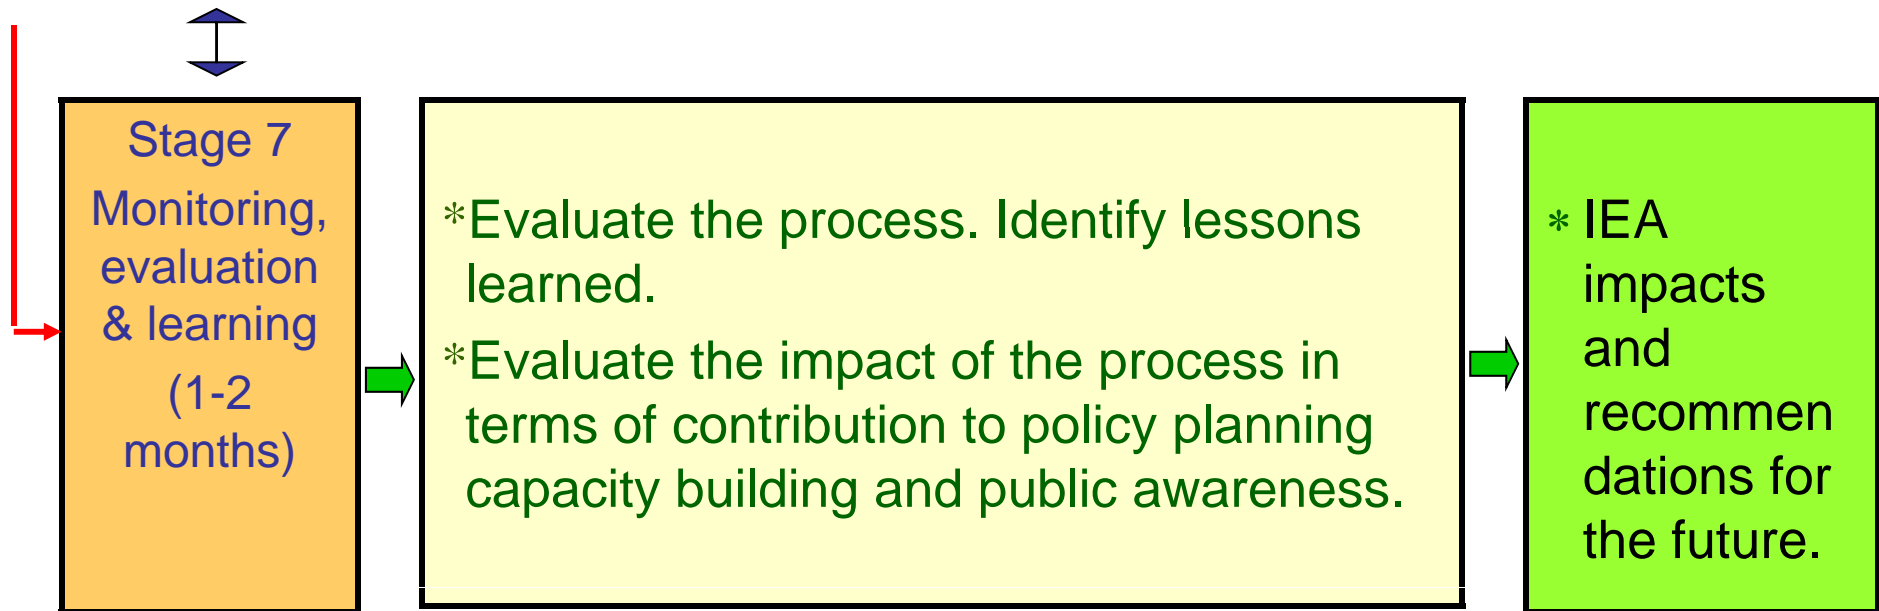 Stage 7
Monitoring,
evaluation
& learning
(1-2
months)
*Evaluate the process. Identify lessons
learned.
*Evaluate the impact of the process in
terms of contribution to policy planning
capacity building and public awareness.
* IEA
impacts
and
recommen
dations for
the future.